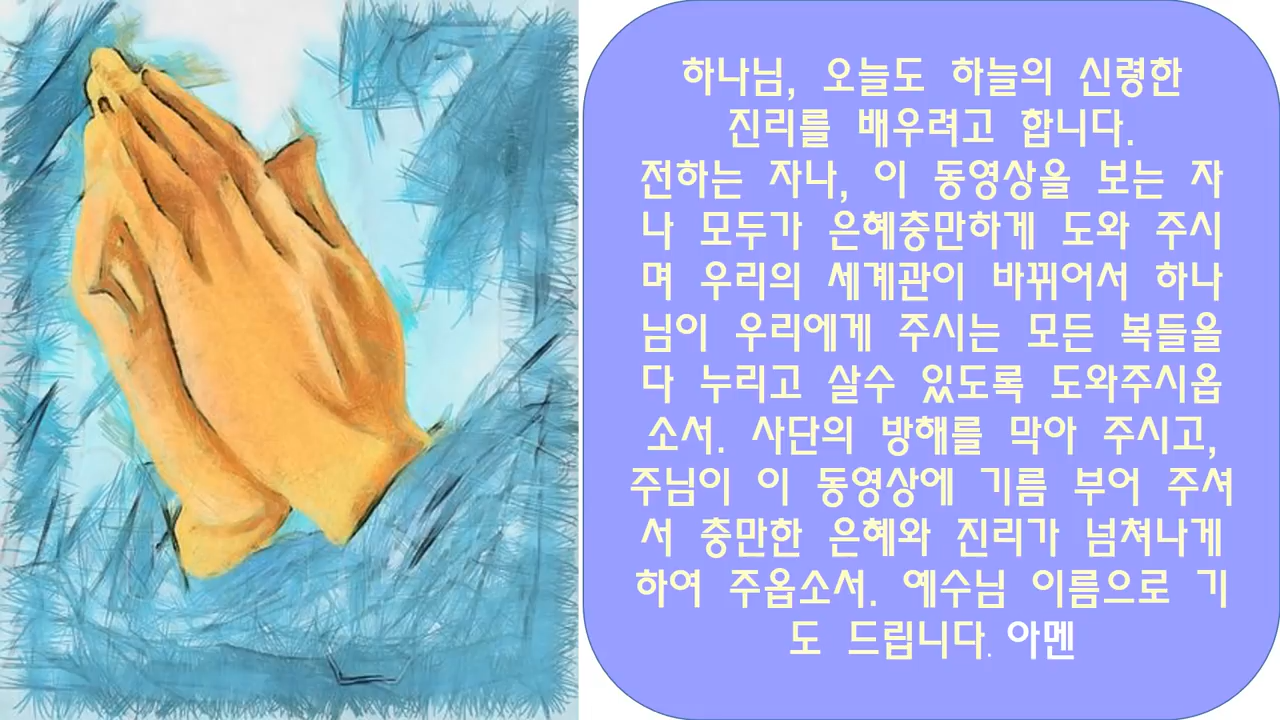 하나님, 오늘도 하늘의 신령한
진리를 배우려고 합니다.
전하는 자나, 이 동영상을 보는 자
나 모두가 은혜충만하게 도와 주시
며 우리의 세계관이 바뀌어서 하나
님이 우리에게 주시는 모든 복들을
다 누리고 살수 있도록 도와주시옵
소서. 사단의 방해를 막아 주시고,
주님이 이 동영상에 기름 부어 주셔
서 충만한 은혜와 진리가 넘쳐나게
하여 주옵소서. 예수님 이름으로 기
도 드립니다. 아멘